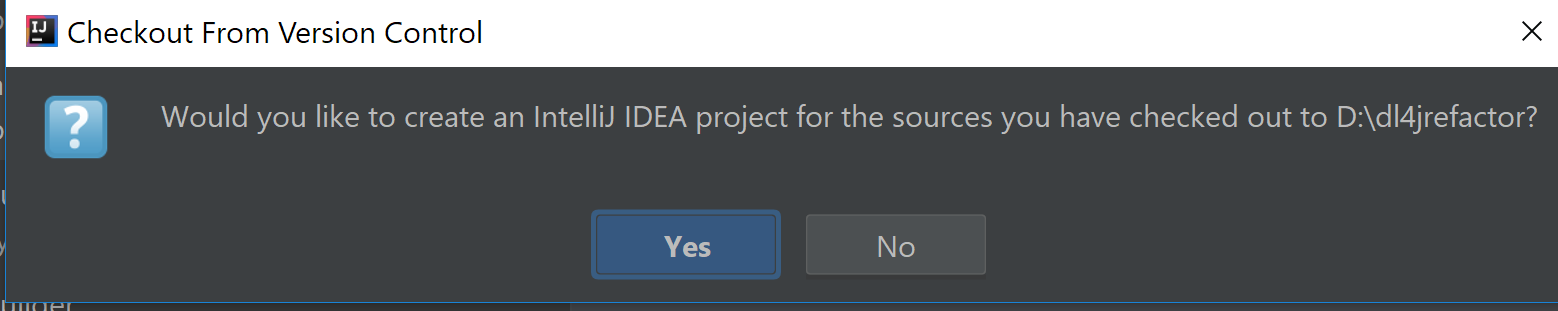 IJ
Checkout From Version Control
Would you like to create an IntelliJ IDEA project for the sources you have checked out to D:\dl4jrefactor?
Yes
No